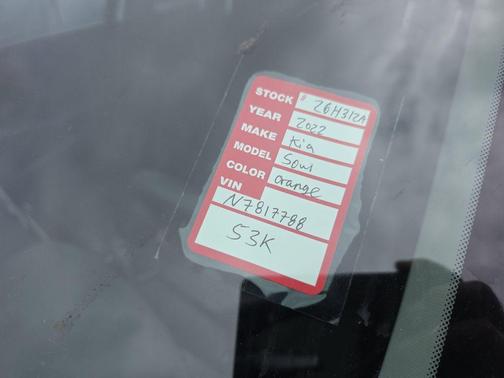 STOCK # 26H312A
YEAR 2022
MAKE Kia
MODEL Soul
COLOR orange
VIN N7817788
53K